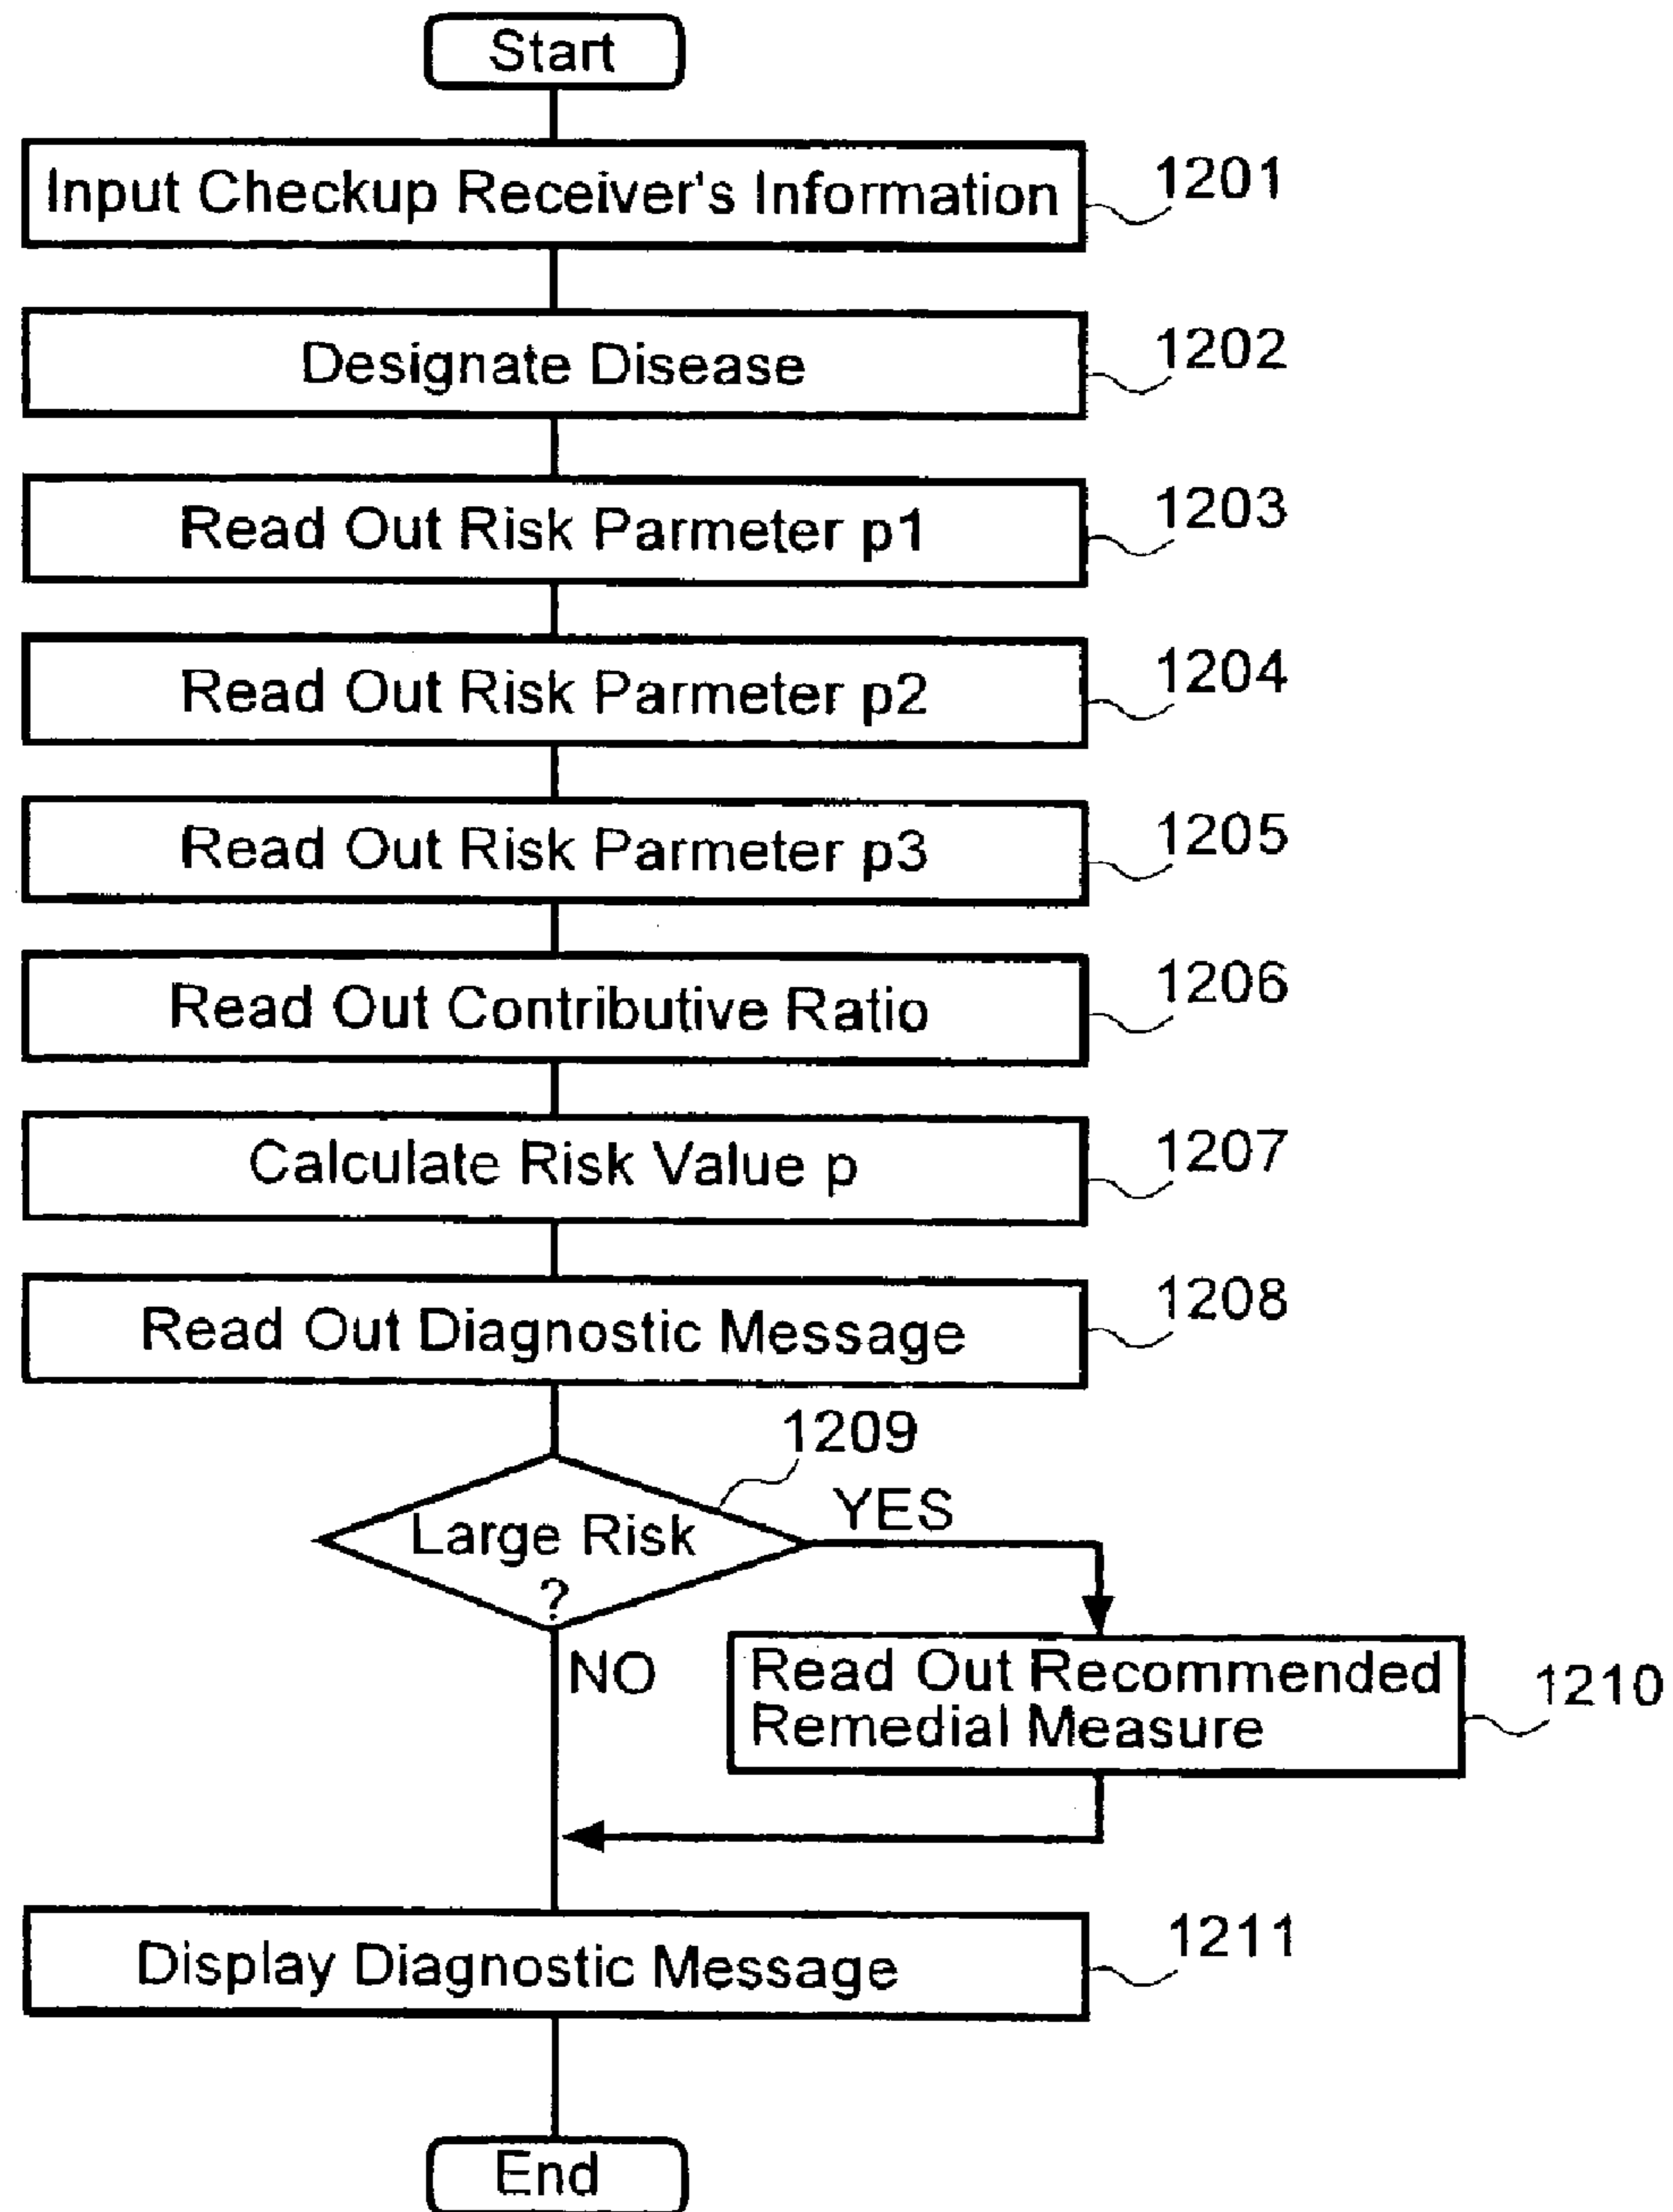 Start
Input Checkup Receiver's Information
1201
Designate Disease
1202
Read Out Risk Parmeter p1
1203
Read Out Risk Parmeter p2
1204
Read Out Risk Parmeter p3
1205
Read Out Contributive Ratio
1206
Calculate Risk Value p
1207
Read Out Diagnostic Message
1208
1209
Large Risk
?
YES
NO
Read Out Recommended
Remedial Measure
1210
Display Diagnostic Message
1211
End